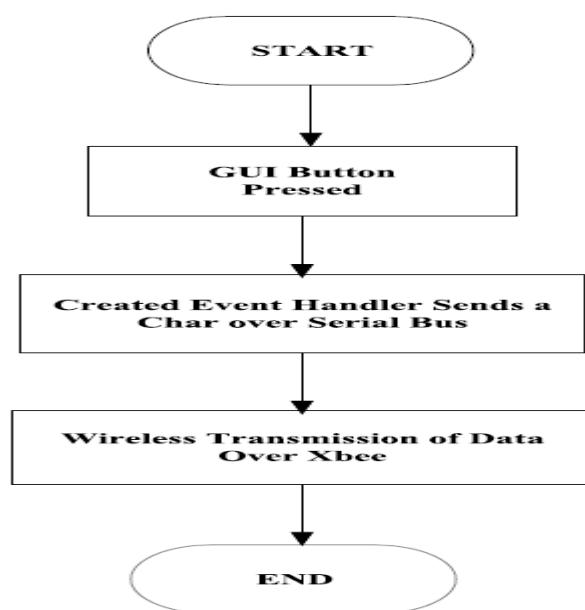 START
GUI Button
Pressed
Created Event Handler Sends a
Char over Serial Bus
Wireless Transmission of Data
Over Xbee
END